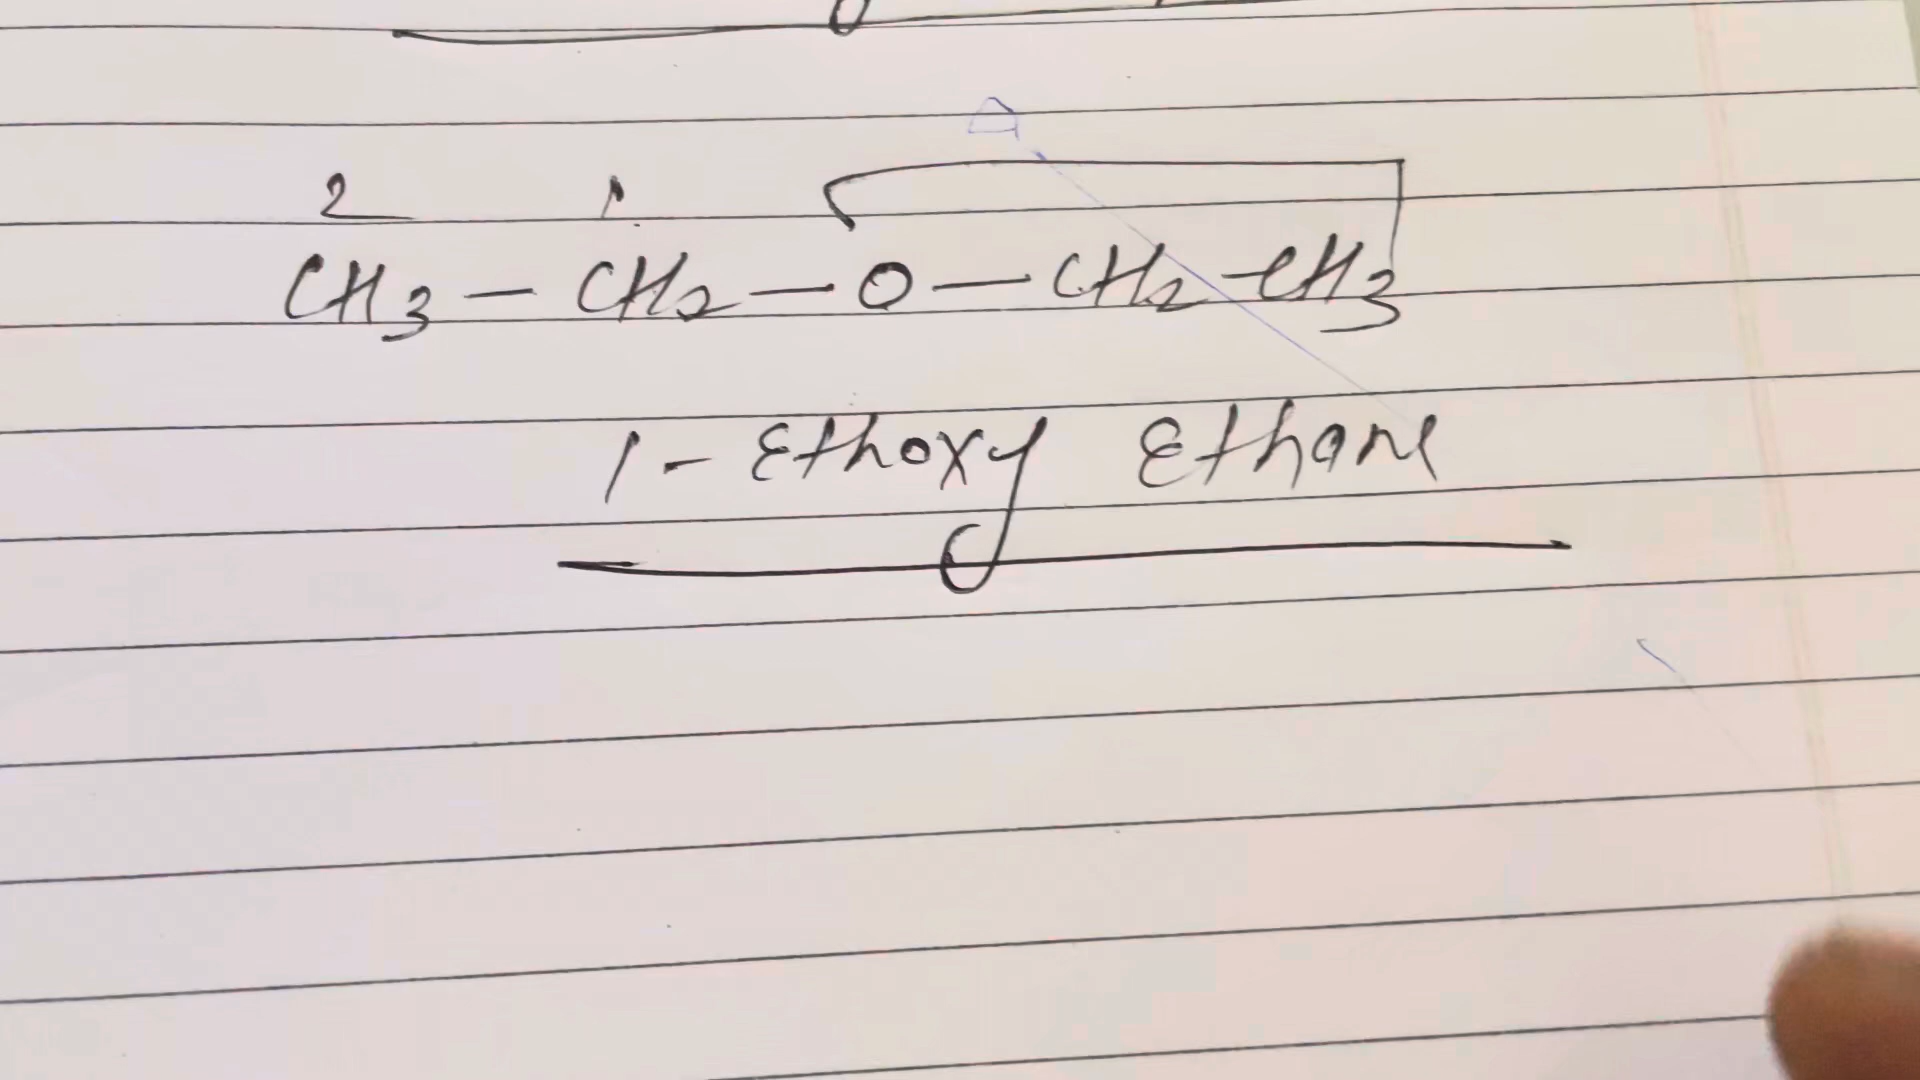 2 1
CH3 - CH2 - O - CH2 - CH3
1 - Ethoxy Ethane